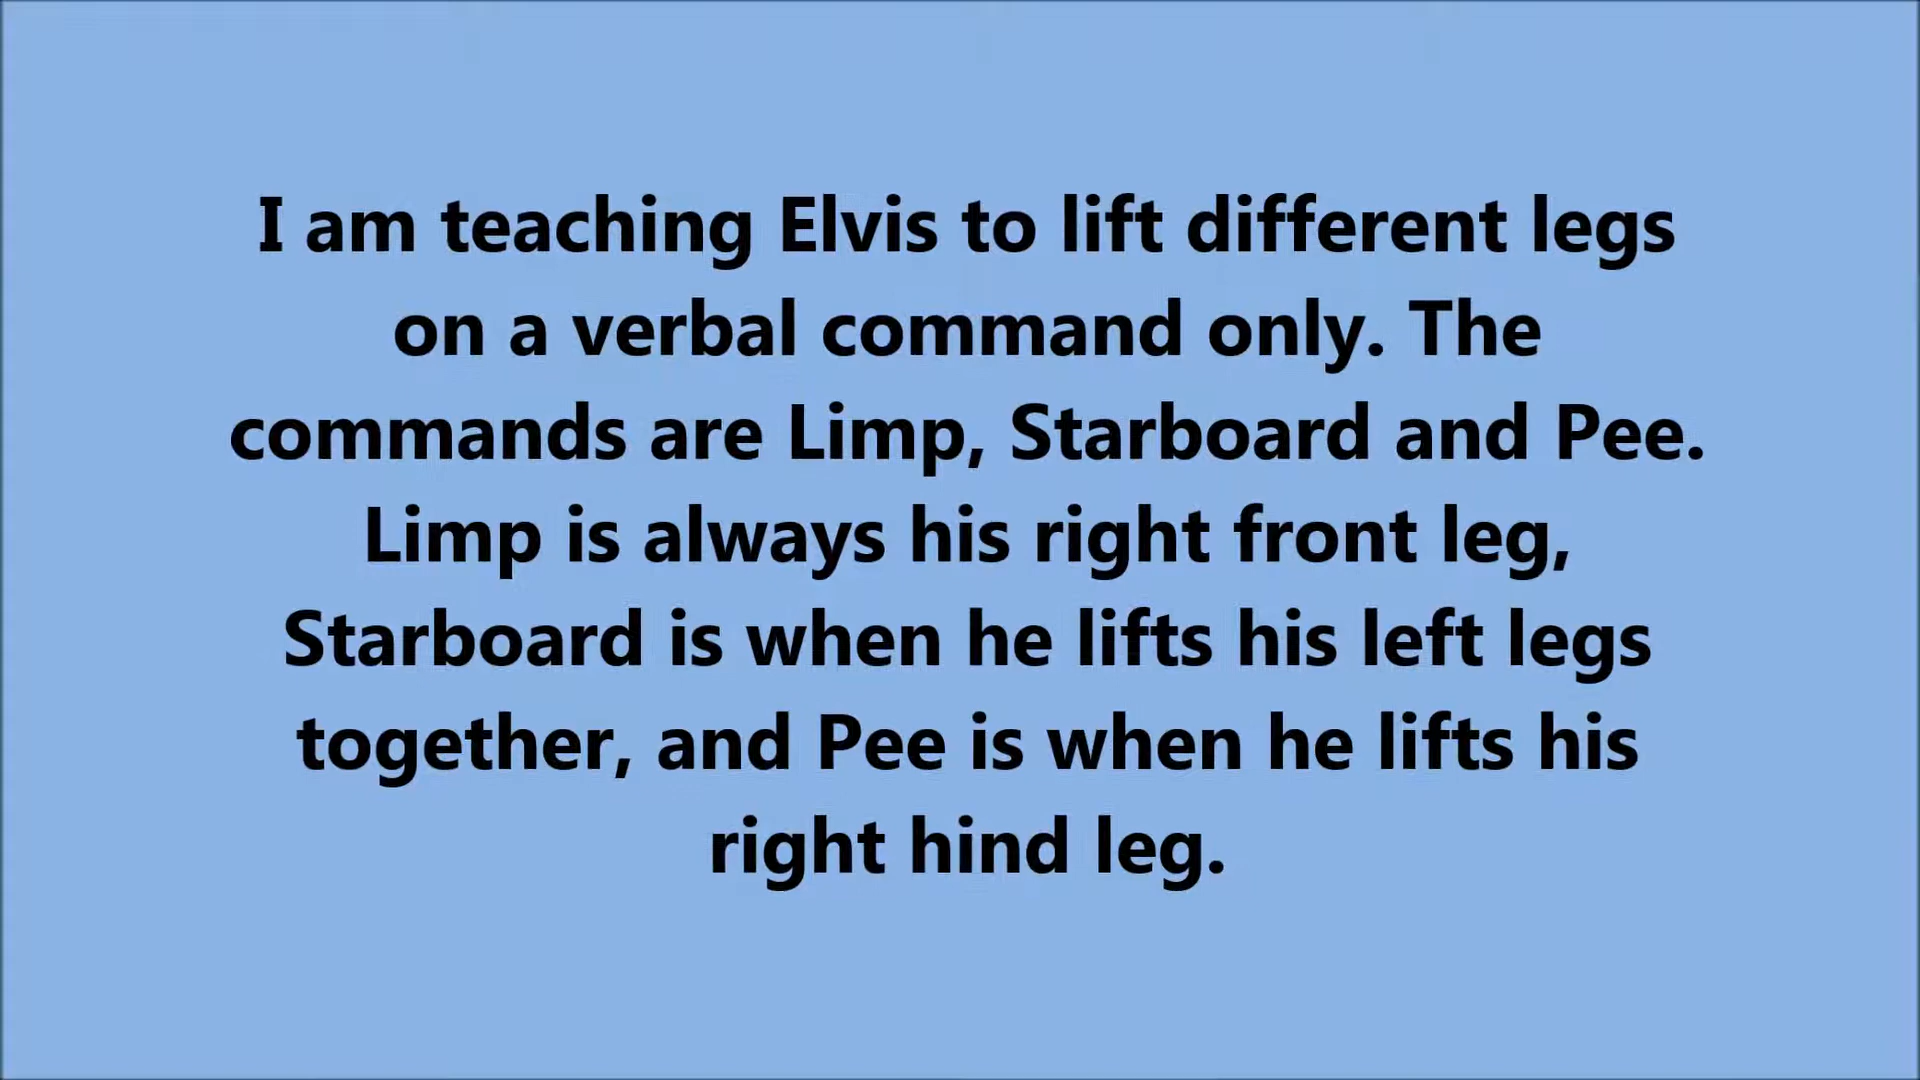 I am teaching Elvis to lift different legs
on a verbal command only. The
commands are Limp, Starboard and Pee.
Limp is always his right front leg,
Starboard is when he lifts his left legs
together, and Pee is when he lifts his
right hind leg.